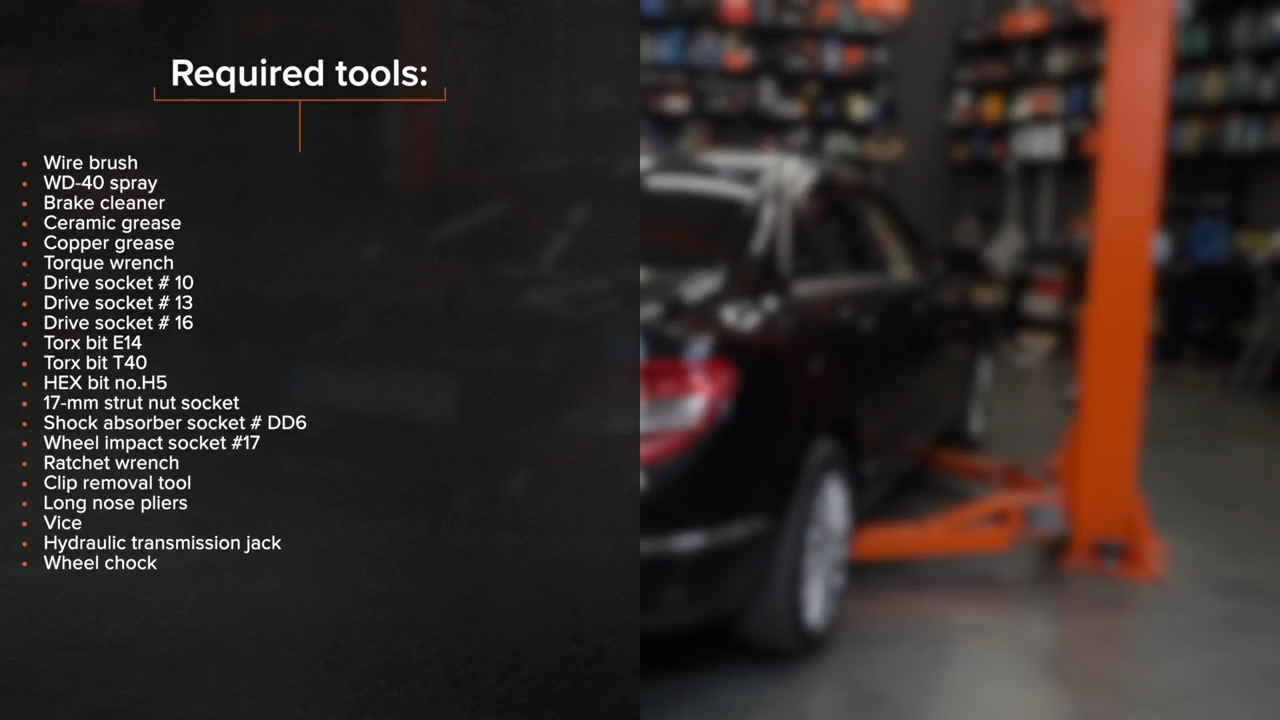 Required tools:
Wire brush
WD-40 spray
Brake cleaner
Ceramic grease
Copper grease
Torque wrench
Drive socket # 10
Drive socket # 13
Drive socket # 16
Torx bit E14
Torx bit T40
HEX bit no.H5
17-mm strut nut socket
Shock absorber socket # DD6
Wheel impact socket #17
Ratchet wrench
Clip removal tool
Long nose pliers
Vice
Hydraulic transmission jack
Wheel chock